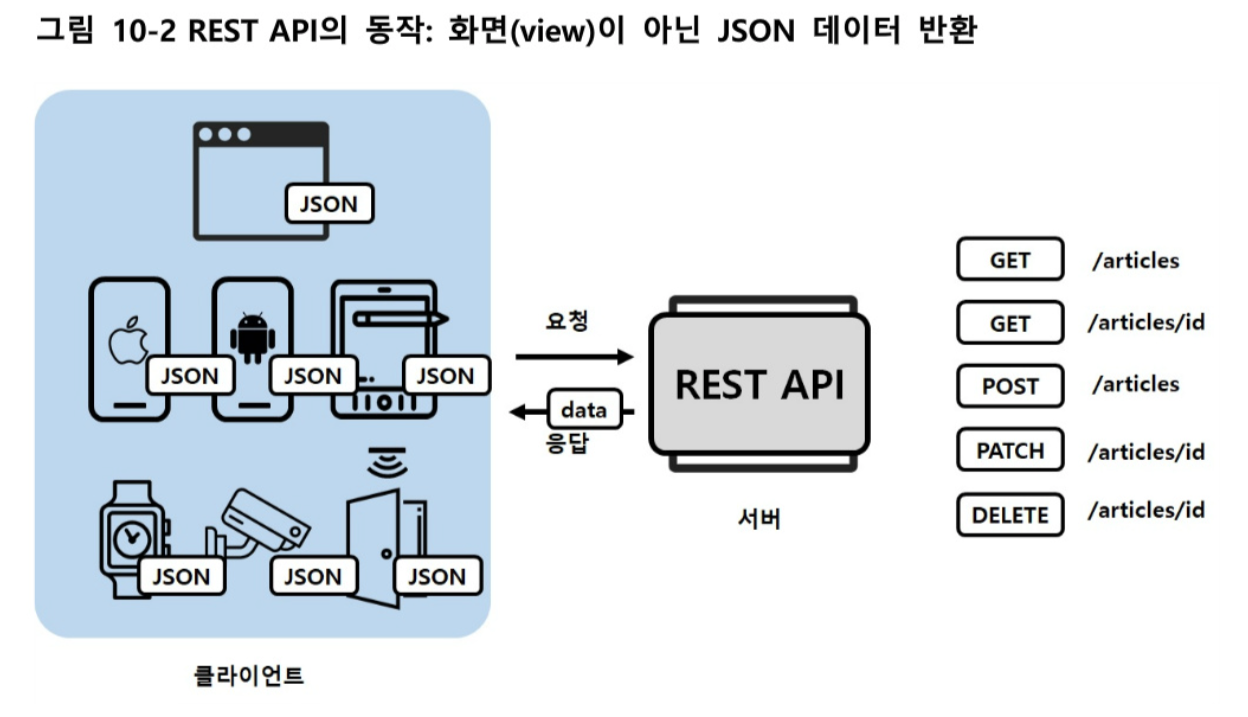 그림 10-2 REST API의 동작: 화면(view)이 아닌 JSON 데이터 반환
JSON
JSON
JSON
JSON
JSON
JSON
JSON
클라이언트
요청
data
응답
REST API
서버
GET /articles
GET /articles/id
POST /articles
PATCH /articles/id
DELETE /articles/id